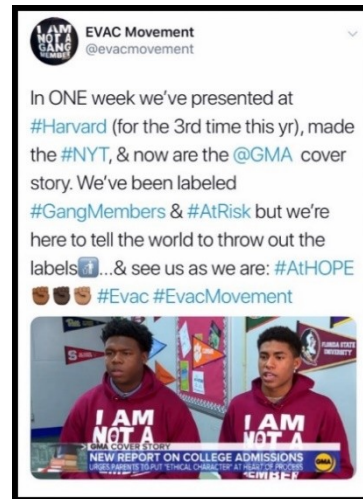 I AM
NOT A
GANG
MEMBER
EVAC Movement
@evacmovement
In ONE week we've presented at
#Harvard (for the 3rd time this yr), made
the #NYT, & now are the @GMA cover
story. We've been labeled
#GangMembers & #AtRisk but we're
here to tell the world to throw out the
labels🚮...& see us as we are: #AtHOPE
✊🏾✊🏿✊🏽 #Evac #EvacMovement
FLORIDA STATE
UNIVERSITY
I AM
NOT A
I AM
NOT A
MEMBER
GMA COVER STORY
NEW REPORT ON COLLEGE ADMISSIONS
URGES PARENTS TO PUT "ETHICAL CHARACTER" AT HEART OF PROCESS
GMA